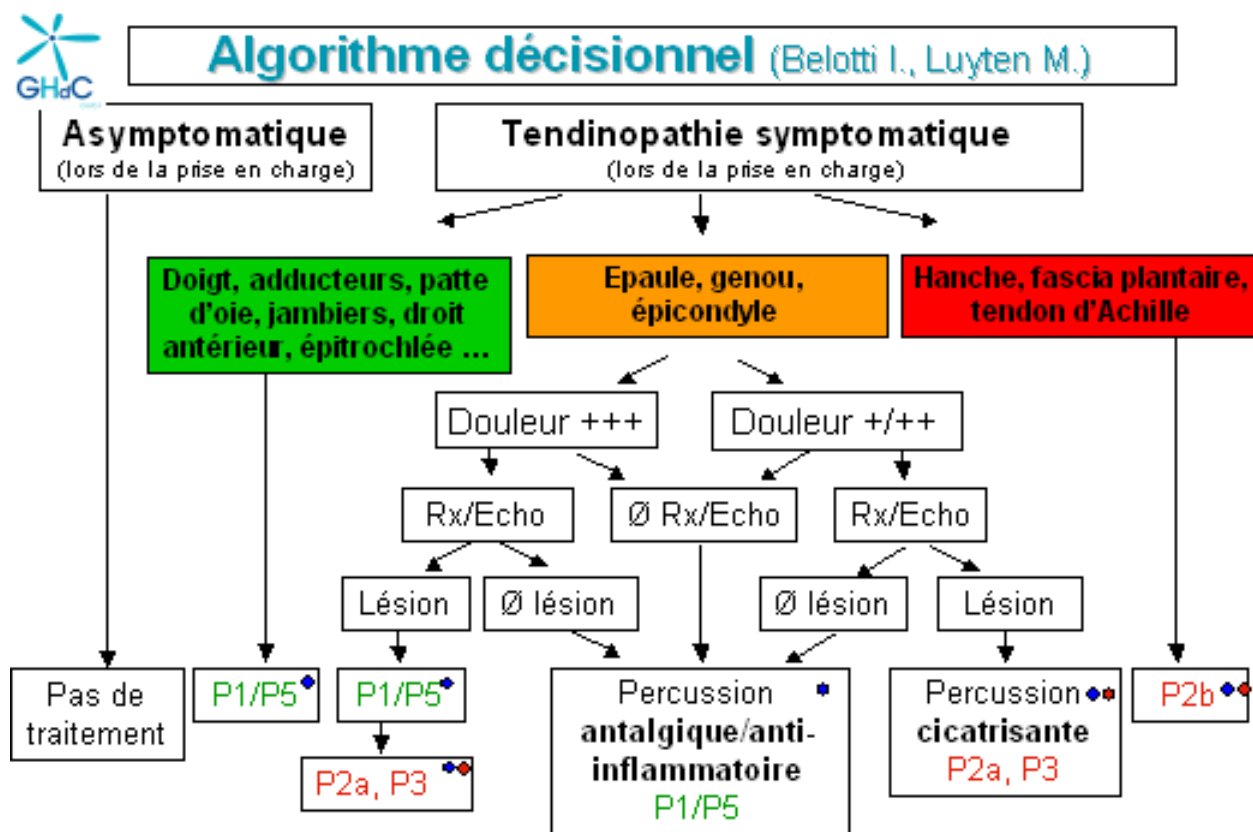 GHdC
Algorithme décisionnel (Belotti I., Luyten M.)
Asymptomatique
(lors de la prise en charge)
Tendinopathie symptomatique
(lors de la prise en charge)
Doigt, adducteurs, patte
d'oie, jambiers, droit
antérieur, épitrochlée ...
Epaule, genou,
épicondyle
Hanche, fascia plantaire,
tendon d'Achille
Douleur +++
Douleur +/++
Rx/Echo
Ø Rx/Echo
Rx/Echo
Lésion
Ø lésion
Ø lésion
Lésion
Pas de
traitement
P1/P5
P1/P5
P2a, P3
Percussion
antalgique/anti-
inflammatoire
P1/P5
Percussion
cicatrisante
P2a, P3
P2b